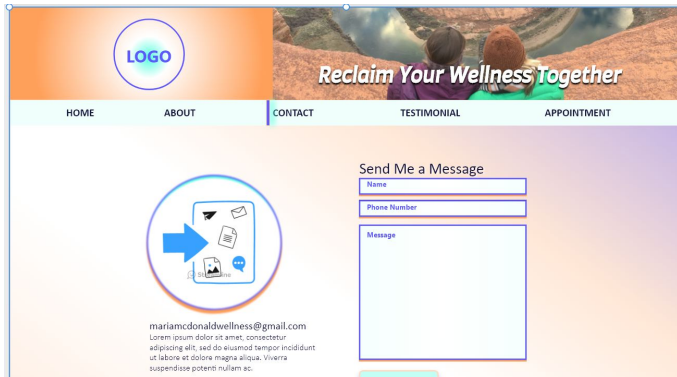 LOGO
Reclaim Your Wellness Together
HOME ABOUT CONTACT TESTIMONIAL APPOINTMENT
Send Me a Message
Name
Phone Number
Message
mariamcdonaldwellness@gmail.com
Lorem ipsum dolor sit amet, consectetur
adipiscing elit, sed do eiusmod tempor incididunt
ut labore et dolore magna aliqua. Viverra
suspendisse potenti nullam ac.